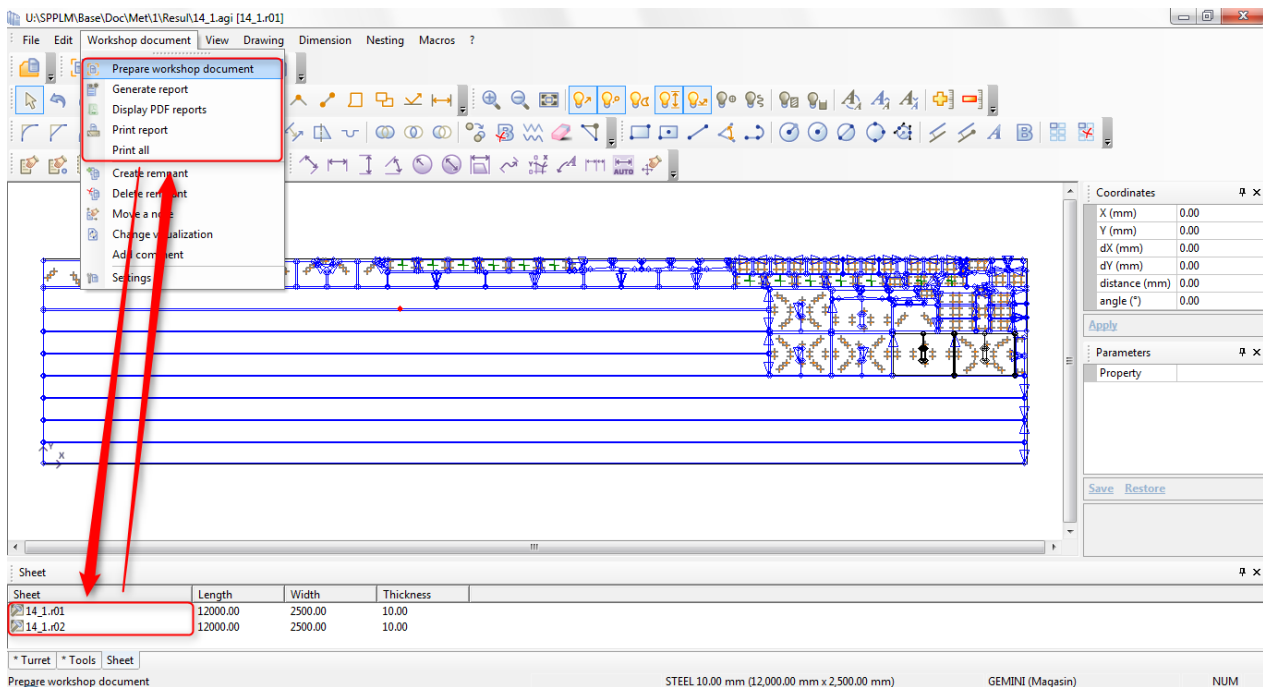 U:\SPPLM\Base\Doc\Met\1\Resul\14_1.agi [14_1.r01]
File Edit Workshop document View Drawing Dimension Nesting Macros ?
Prepare workshop document
Generate report
Display PDF reports
Print report
Print all
Create remnant
Delete remnant
Move a note
Change visualization
Add comment
Settings
AUTO
Coordinates
X (mm) 0.00
Y (mm) 0.00
dX (mm) 0.00
dY (mm) 0.00
distance (mm) 0.00
angle (°) 0.00
Apply
Parameters
Property
Save Restore
Y
X
Sheet
Sheet Length Width Thickness
14_1.r01 12000.00 2500.00 10.00
14_1.r02 12000.00 2500.00 10.00
* Turret * Tools Sheet
Prepare workshop document STEEL 10.00 mm (12,000.00 mm x 2,500.00 mm) GEMINI (Magasin) NUM